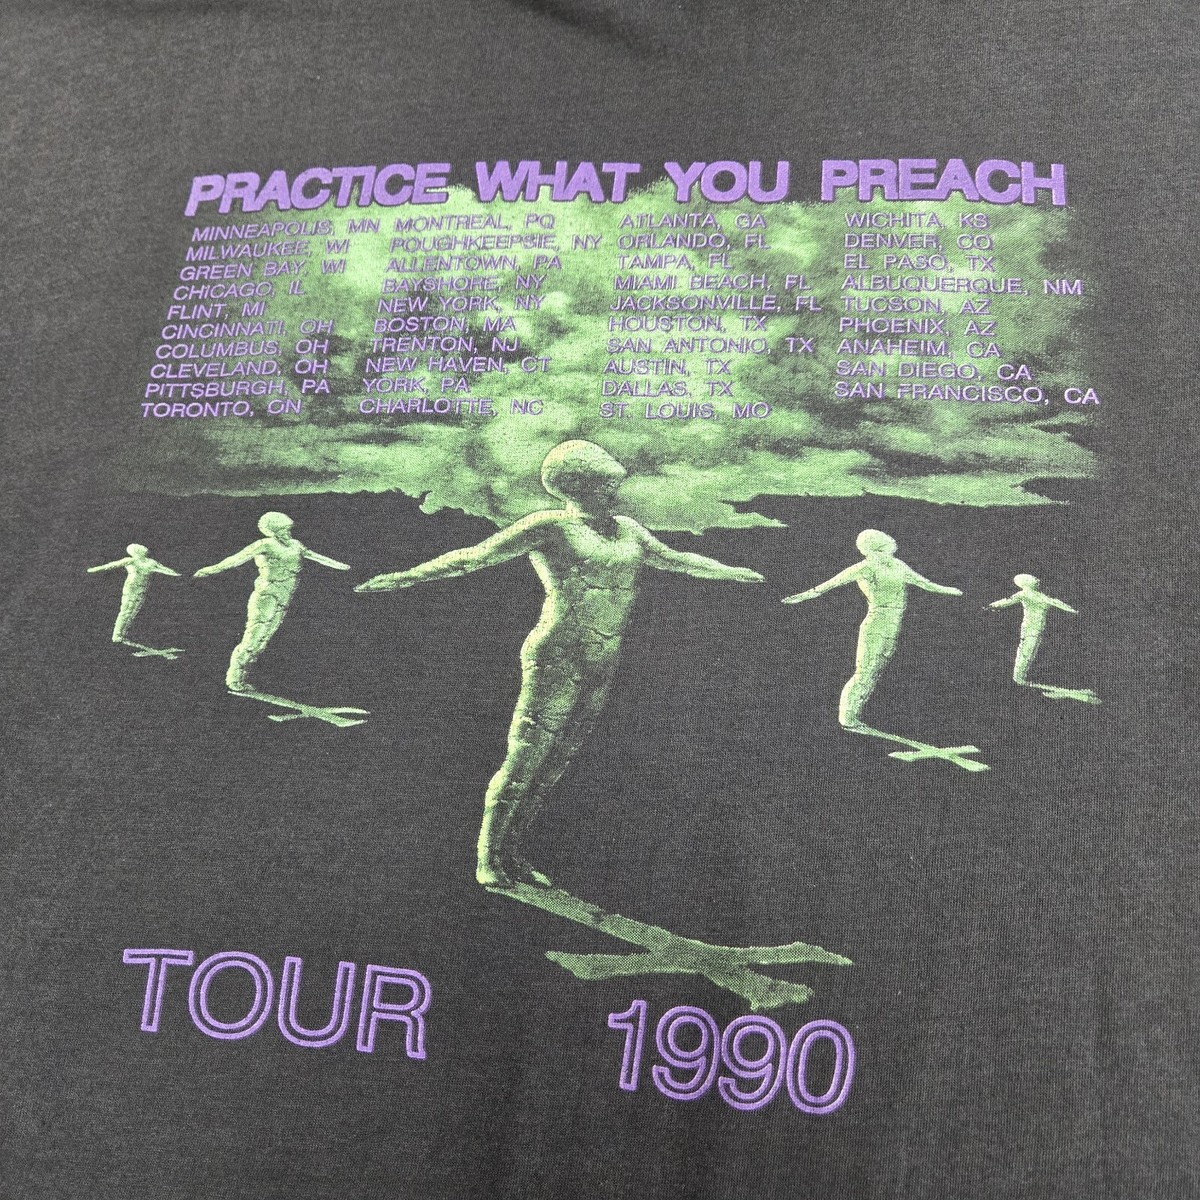 PRACTICE WHAT YOU PREACH
MINNEAPOLIS, MN
MILWAUKEE, WI
GREEN BAY, WI
CHICAGO, IL
FLINT, MI
CINCINNATI, OH
COLUMBUS, OH
CLEVELAND, OH
PITTSBURGH, PA
TORONTO, ON
MONTREAL, PQ
POUGHKEEPSIE, NY
ALLENTOWN, PA
BAYSHORE, NY
NEW YORK, NY
BOSTON, MA
TRENTON, NJ
NEW HAVEN, CT
YORK, PA
CHARLOTTE, NC
ATLANTA, GA
ORLANDO, FL
TAMPA, FL
MIAMI BEACH, FL
JACKSONVILLE, FL
HOUSTON, TX
SAN ANTONIO, TX
AUSTIN, TX
DALLAS, TX
ST. LOUIS, MO
WICHITA, KS
DENVER, CO
EL PASO, TX
ALBUQUERQUE, NM
TUCSON, AZ
PHOENIX, AZ
ANAHEIM, CA
SAN DIEGO, CA
SAN FRANCISCO, CA
TOUR 1990